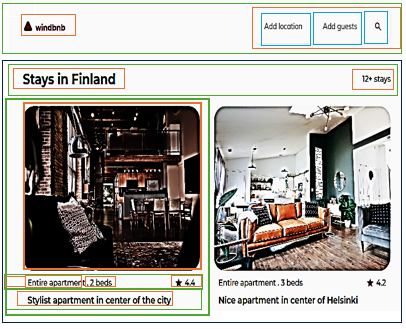 windbnb
Add location Add guests
Stays in Finland
12+ stays
Entire apartment . 2 beds ★ 4.4
Entire apartment . 3 beds ★ 4.2
Stylist apartment in center of the city
Nice apartment in center of Helsinki